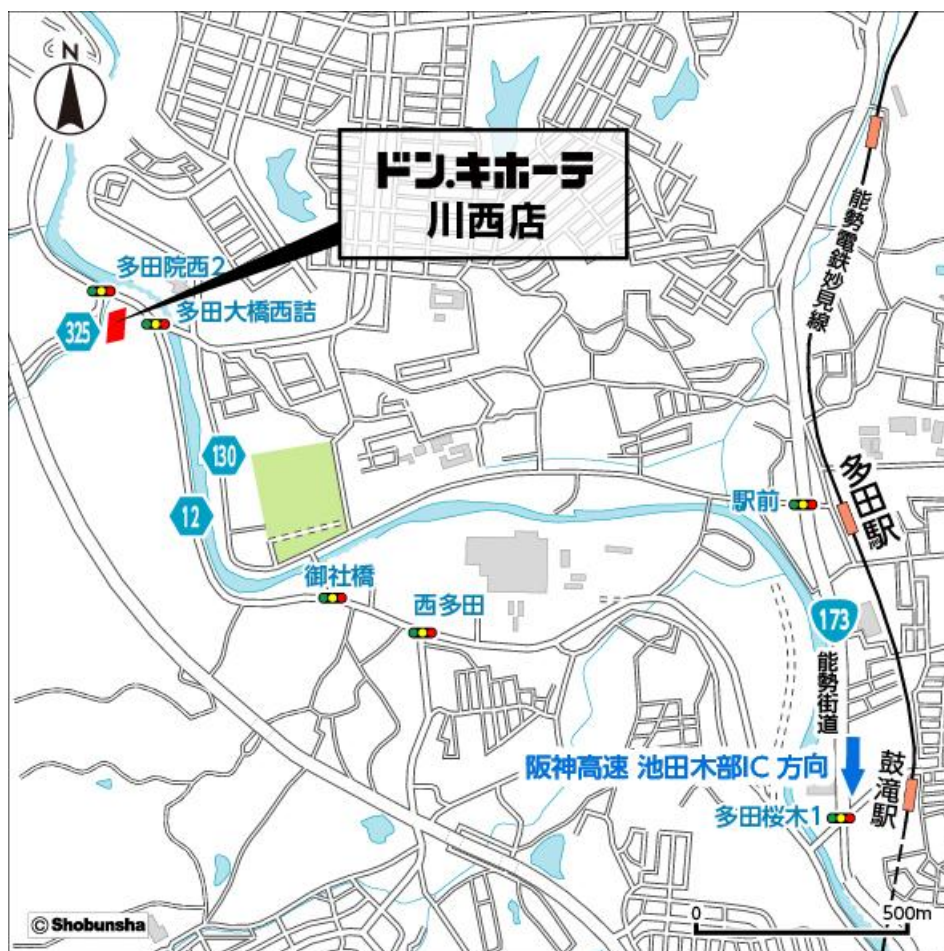 N
ドン.キホーテ
川西店
多田院西2
多田大橋西詰
325
能勢電鉄妙見線
130
12
駅前
多田駅
御社橋
西多田
173
能勢街道
阪神高速 池田木部IC 方向
鼓滝駅
多田桜木1
© Shobunsha
0
500m